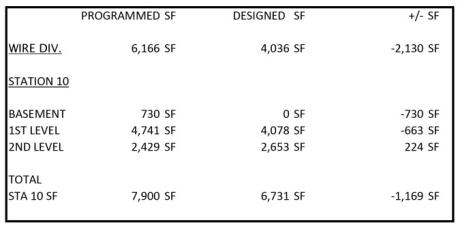 PROGRAMMED SF DESIGNED SF +/- SF
WIRE DIV. 6,166 SF 4,036 SF -2,130 SF
STATION 10
BASEMENT 730 SF 0 SF -730 SF
1ST LEVEL 4,741 SF 4,078 SF -663 SF
2ND LEVEL 2,429 SF 2,653 SF 224 SF
TOTAL
STA 10 SF 7,900 SF 6,731 SF -1,169 SF